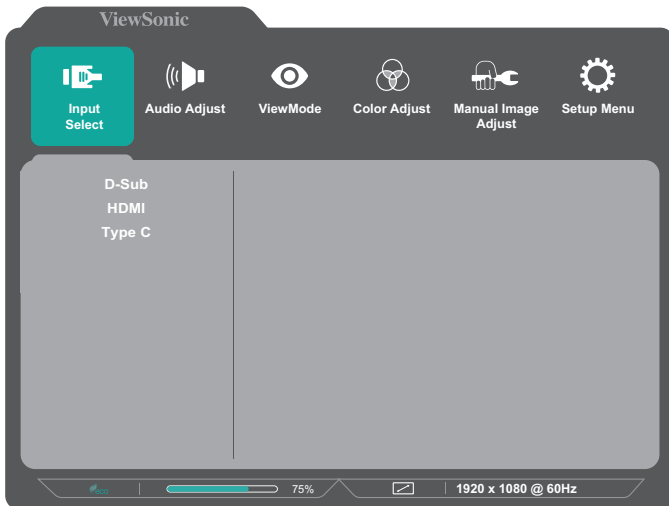 ViewSonic
Input Select
Audio Adjust
ViewMode
Color Adjust
Manual Image Adjust
Setup Menu
D-Sub
HDMI
Type C
eco
75%
1920 x 1080 @ 60Hz